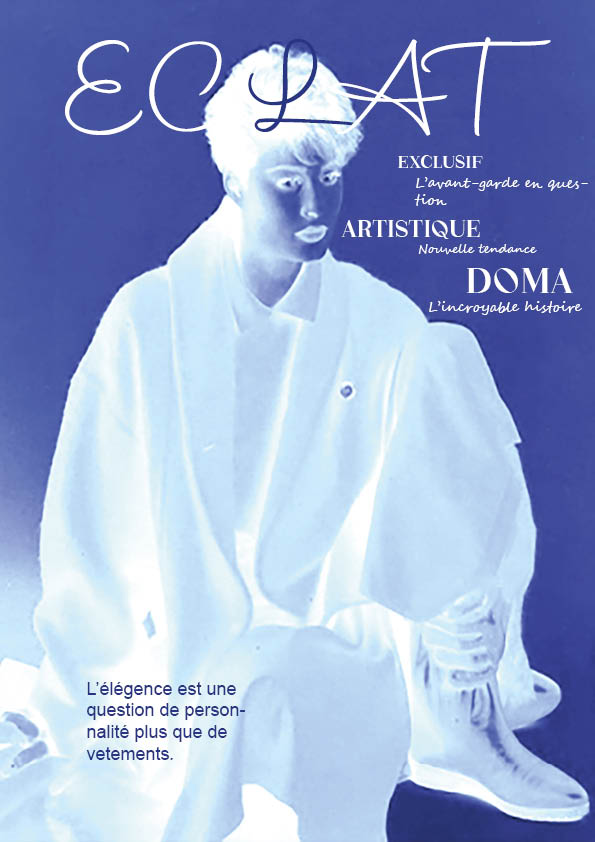 ECLAT
EXCLUSIF
L'avant-garde en ques-
tion
ARTISTIQUE
Nouvelle tendance
DOMA
L'incroyable histoire
L'élégence est une
question de person-
nalité plus que de
vetements.